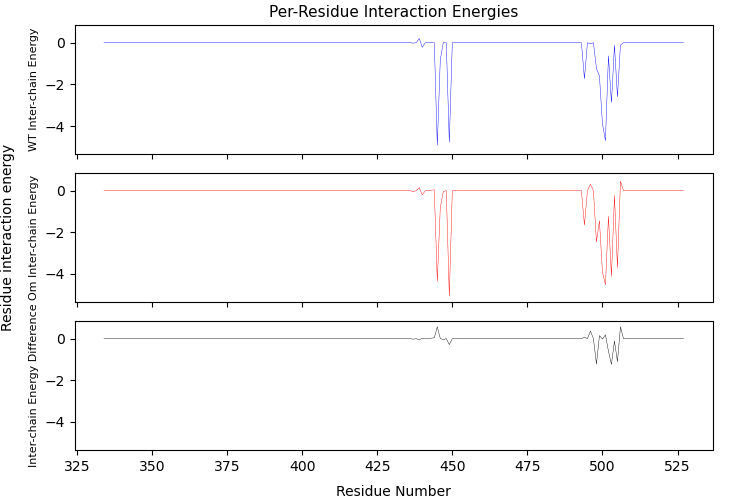 Per-Residue Interaction Energies
Residue interaction energy
WT Inter-chain Energy
0
−2
−4
Om Inter-chain Energy
0
−2
−4
Inter-chain Energy Difference
0
−2
−4
325 350 375 400 425 450 475 500 525
Residue Number